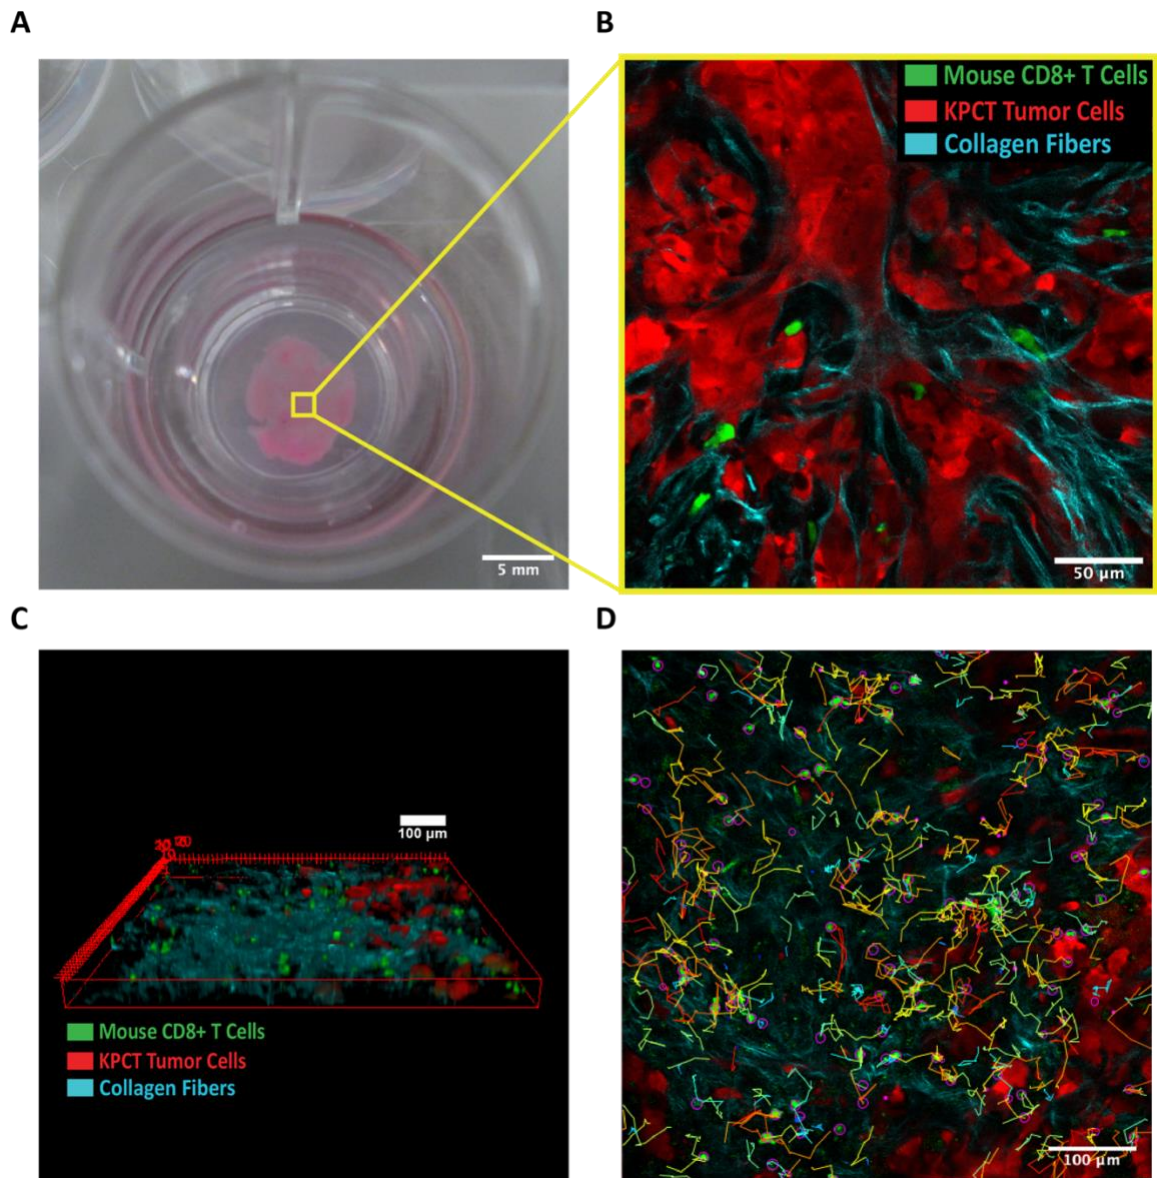 A
B
Mouse CD8+ T Cells
KPCT Tumor Cells
Collagen Fibers
5 mm
50 µm
C
D
100 µm
Mouse CD8+ T Cells
KPCT Tumor Cells
Collagen Fibers
100 µm